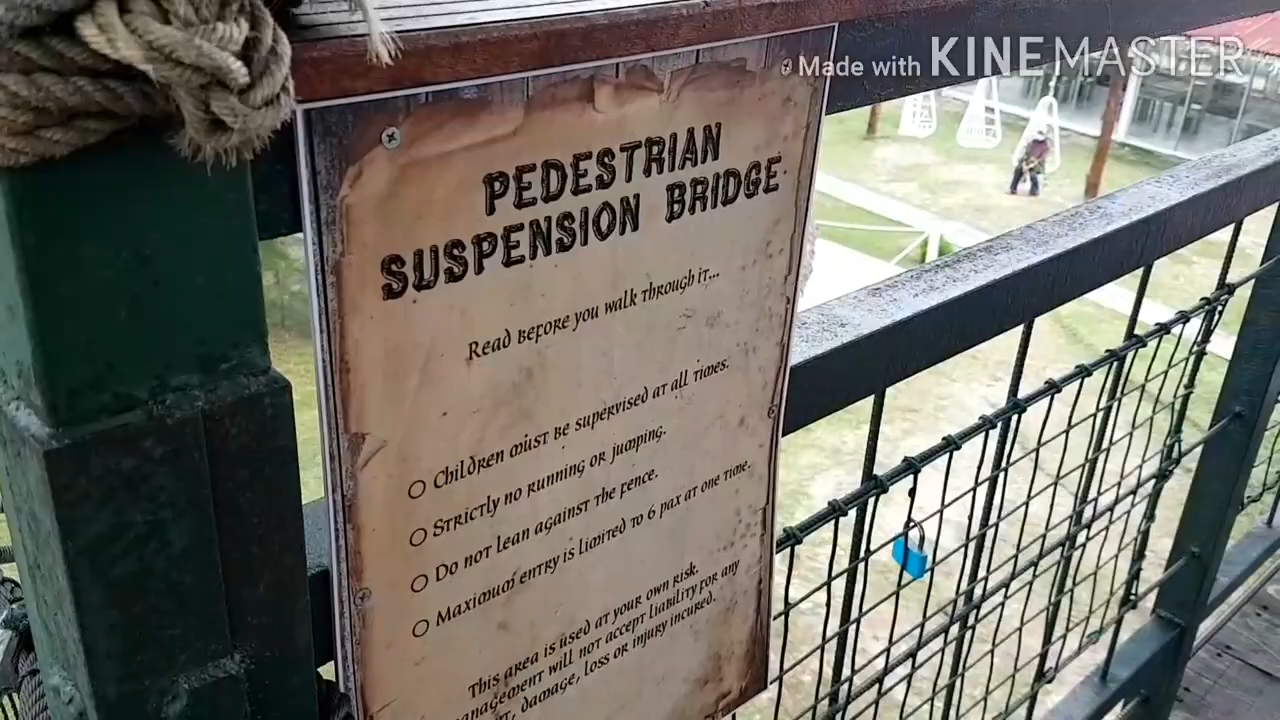 Made with KINEMASTER
PEDESTRIAN
SUSPENSION BRIDGE
Read before you walk through it...
Children must be supervised at all times.
Strictly no running or jumping.
Do not lean against the fence.
Maximum entry is limited to 6 pax at one time.
This area is used at your own risk.
will not accept liability for any
damage, loss or injury incured.